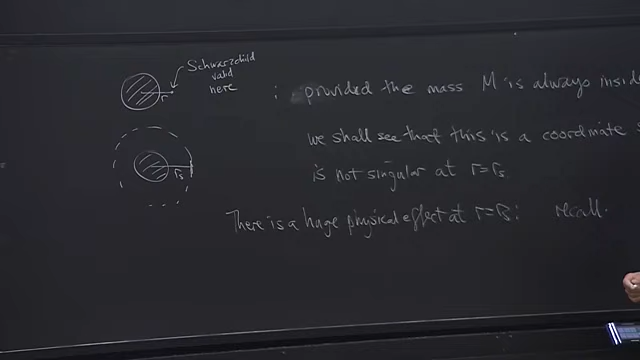 Schwarzchild
valid
here
r
: provided the mass M is always insid
we shall see that this is a coordinate s
is not singular at r=rs.
rs
There is a huge physical effect at r=rs: recall.